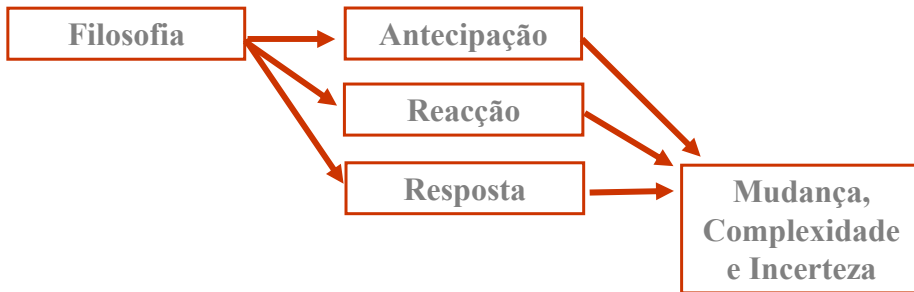 Filosofia
Antecipação
Reacção
Resposta
Mudança,
Complexidade
e Incerteza